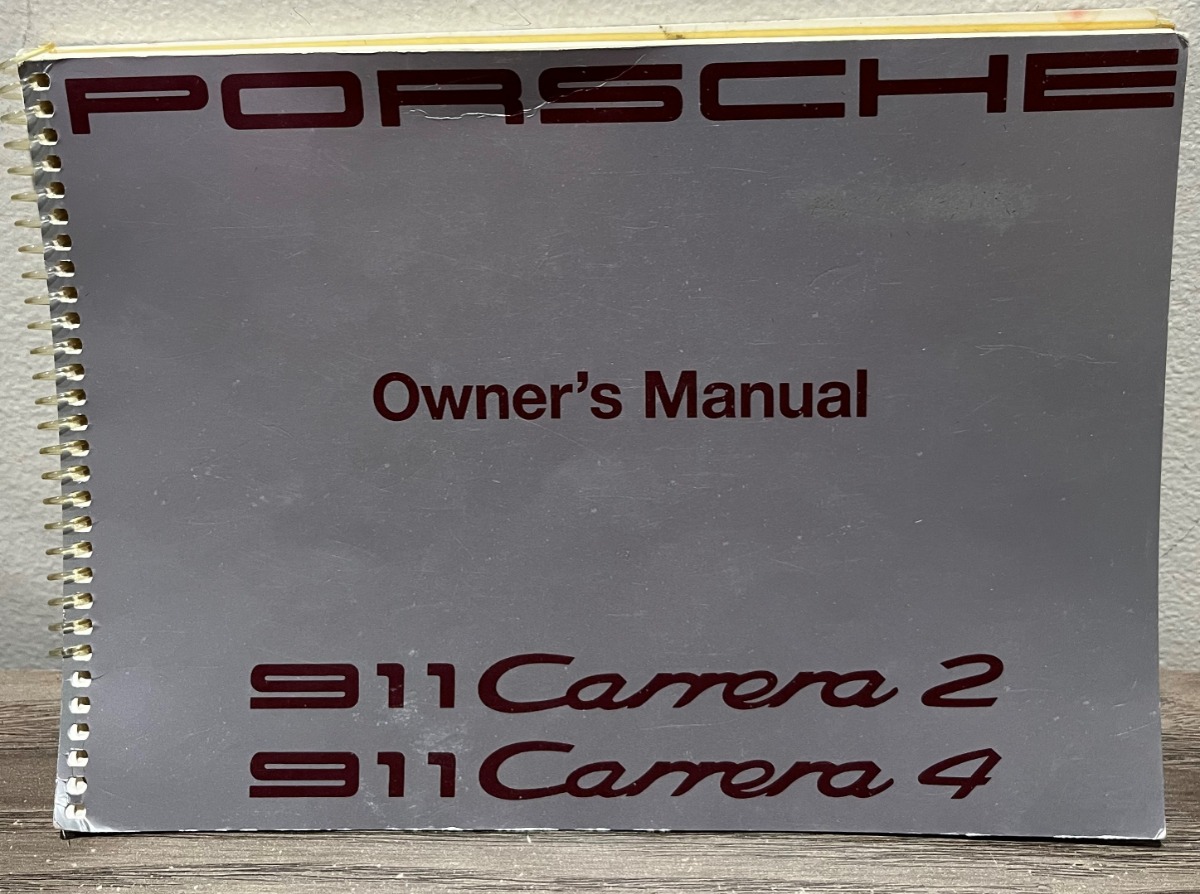 PORSCHE
Owner's Manual
911 Carrera 2
911 Carrera 4